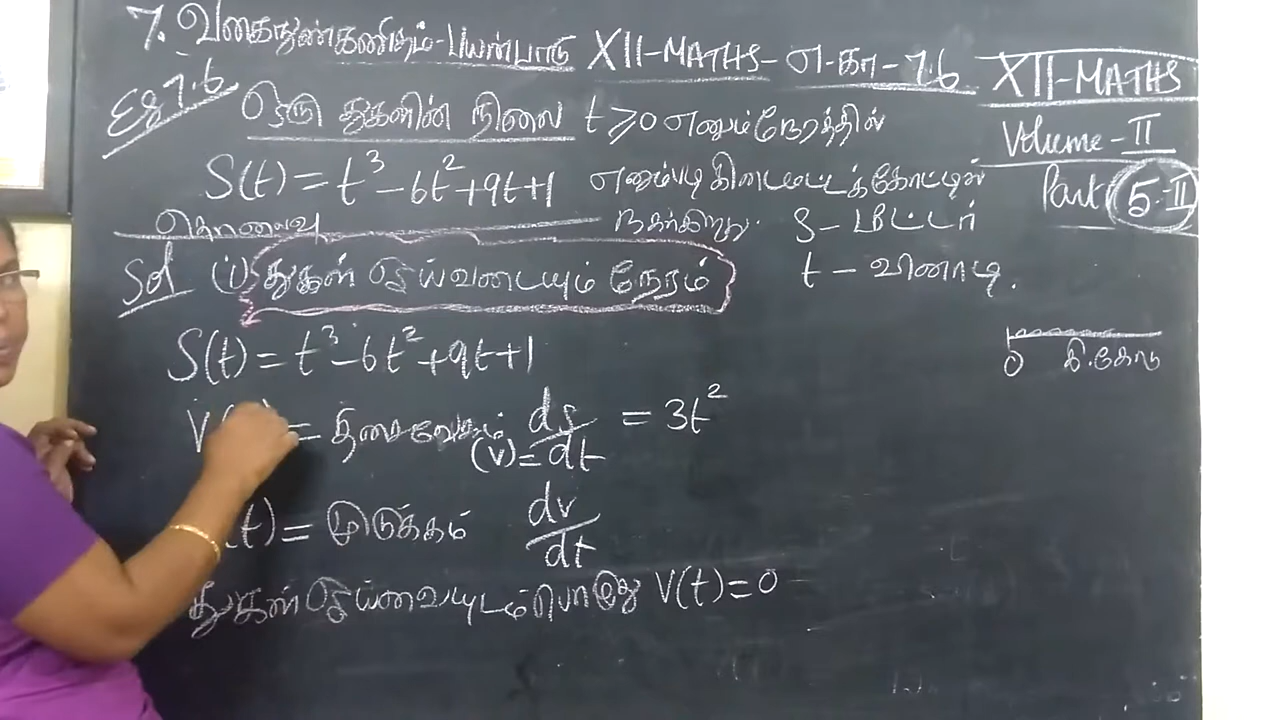 7. வகைநுண்கணிதம்-பயன்பாடு XII-MATHS-எ-கா-7.6
XII-MATHS
Volume-II
Part 5-II
Eg 7.6 ஒரு துகளின் நிலை t ≥ 0 எனும் நேரத்தில்
S(t) = t³ - 6t² + 9t + 1 எனும்படி கிடைமட்டக்கோட்டில்
நகர்கிறது. S - மீட்டர்
தொலைவு
t - வினாடி.
Sol (i) துகள் ஓய்வடையும் நேரம்
S(t) = t³ - 6t² + 9t + 1
0 கி.கோடு
= திசைவேகம் (v) = ds/dt = 3t²
(t) = முடுக்கம் dv/dt
துகள் ஓய்வடையும்பொழுது V(t) = 0